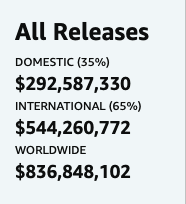 All Releases
DOMESTIC (35%)
$292,587,330
INTERNATIONAL (65%)
$544,260,772
WORLDWIDE
$836,848,102